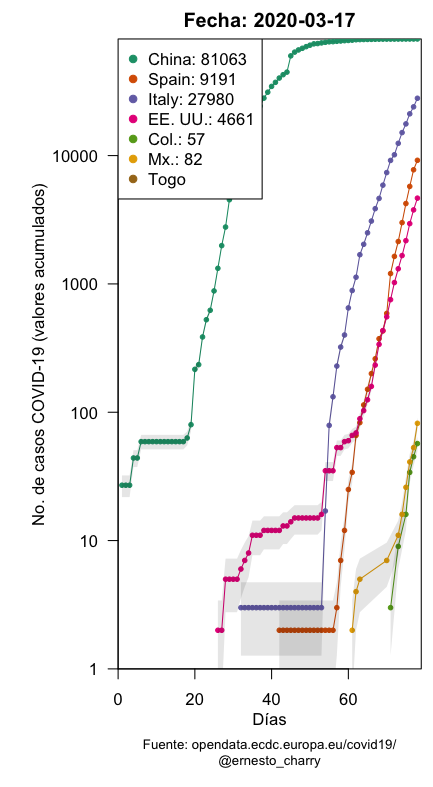 Fecha: 2020-03-17
China: 81063
Spain: 9191
Italy: 27980
EE. UU.: 4661
Col.: 57
Mx.: 82
Togo
No. de casos COVID-19 (valores acumulados)
10000
1000
100
10
1
0 20 40 60
Días
Fuente: opendata.ecdc.europa.eu/covid19/
@ernesto_charry